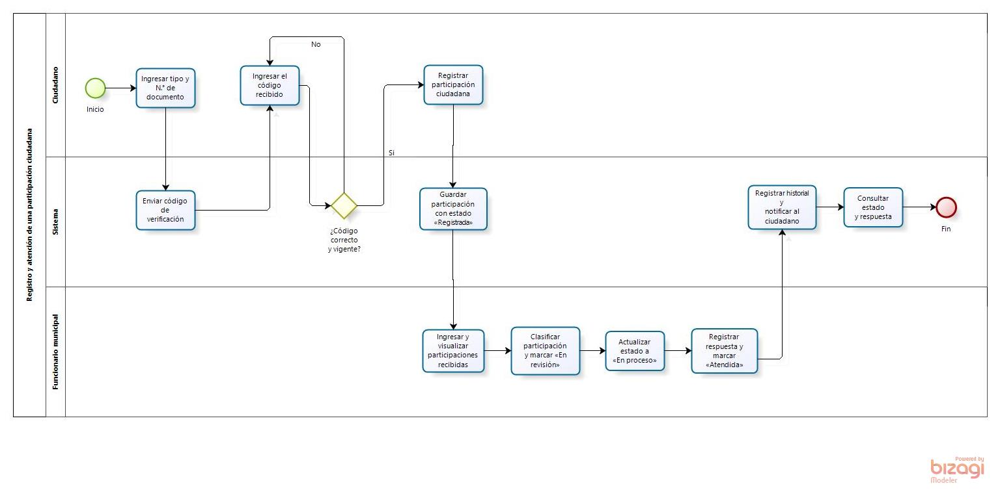 Registro y atención de una participación ciudadana
Ciudadano
Inicio
Ingresar tipo y
N.° de
documento
Ingresar el
código
recibido
No
Registrar
participación
ciudadana
Si
Sistema
Enviar código
de
verificación
¿Código
correcto
y vigente?
Guardar
participación
con estado
«Registrada»
Registrar historial
y
notificar al
ciudadano
Consultar
estado
y respuesta
Fin
Funcionario municipal
Ingresar y
visualizar
participaciones
recibidas
Clasificar
participación
y marcar «En
revisión»
Actualizar
estado a
«En proceso»
Registrar
respuesta y
marcar
«Atendida»
Powered by
bizagi
Modeler